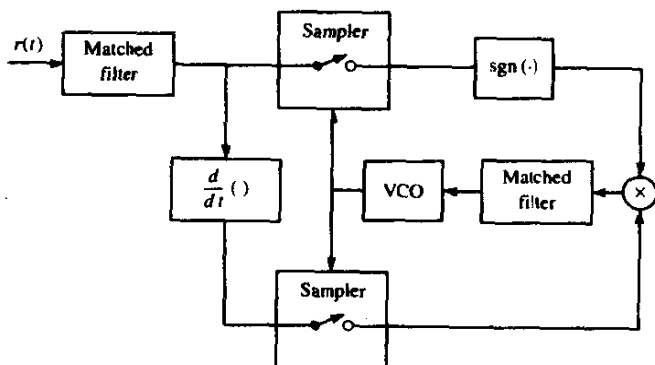 r(t)
Matched
filter
Sampler
sgn (·)
d
dt
()
VCO
Matched
filter
×
Sampler